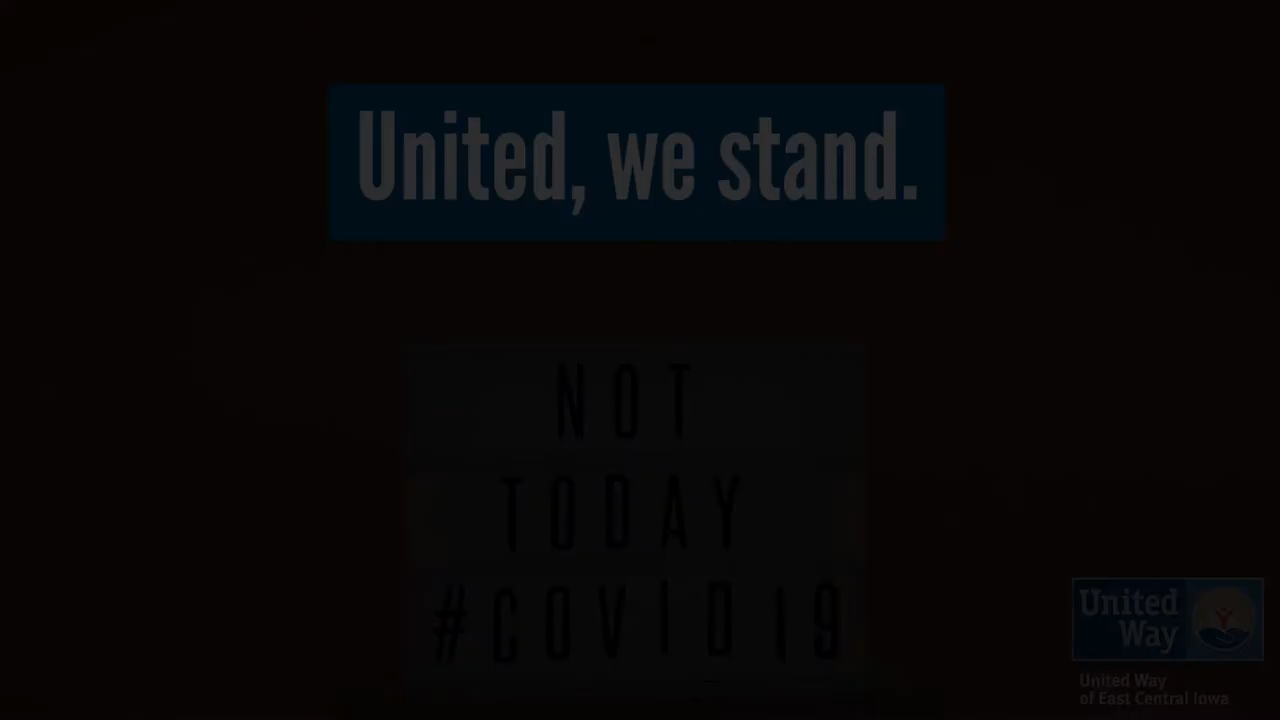 United, we stand.
NOT
TODAY
#COVID19
United
Way
United Way
of East Central Iowa